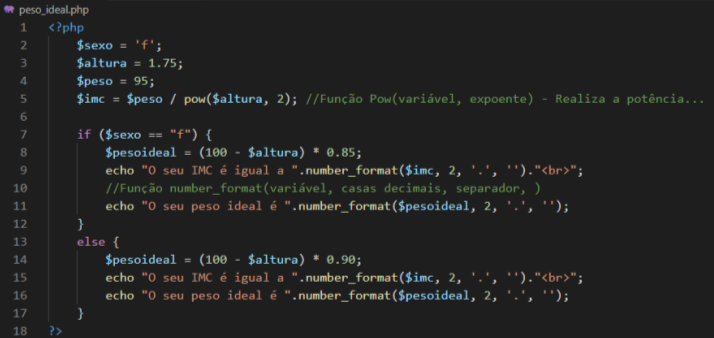 peso_ideal.php
1 <?php
2 $sexo = 'f';
3 $altura = 1.75;
4 $peso = 95;
5 $imc = $peso / pow($altura, 2); //Função Pow(variável, expoente) - Realiza a potência...
6
7 if ($sexo == "f") {
8 $pesoideal = (100 - $altura) * 0.85;
9 echo "O seu IMC é igual a ".number_format($imc, 2, '.', '')."<br>";
10 //Função number_format(variável, casas decimais, separador, )
11 echo "O seu peso ideal é ".number_format($pesoideal, 2, '.', '');
12 }
13 else {
14 $pesoideal = (100 - $altura) * 0.90;
15 echo "O seu IMC é igual a ".number_format($imc, 2, '.', '')."<br>";
16 echo "O seu peso ideal é ".number_format($pesoideal, 2, '.', '');
17 }
18 ?>